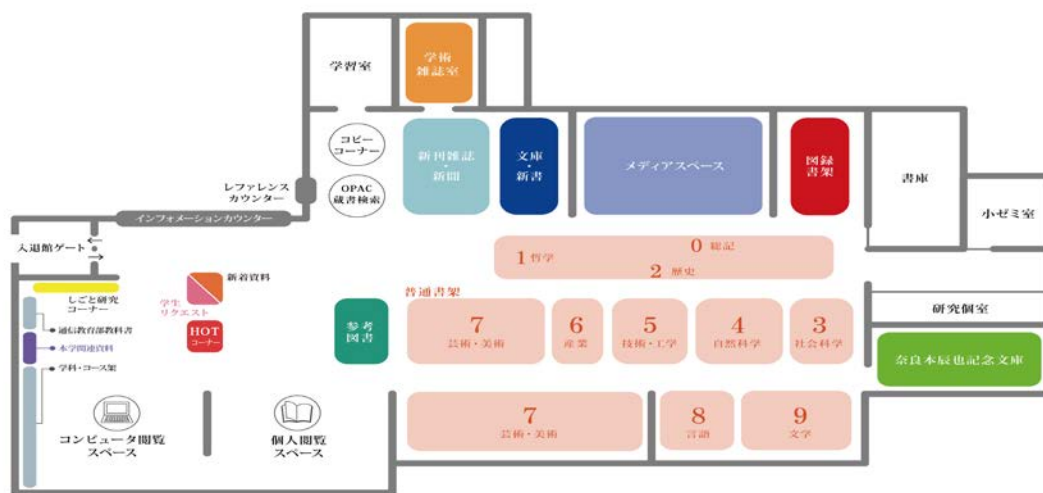 学習室
学術
雑誌室
コピー
コーナー
新刊雑誌
・新聞
文庫
・新書
メディアスペース
図録
書架
書庫
レファレンス
カウンター
OPAC
蔵書検索
小ゼミ室
インフォメーションカウンター
入退館ゲート
1 哲学
0 総記
2 歴史
しごと研究
コーナー
新着資料
学生
リクエスト
普通書架
研究個室
通信教育部教科書
本学関連資料
学科・コース架
HOT
コーナー
参考
図書
7
芸術・美術
6
産業
5
技術・工学
4
自然科学
3
社会科学
奈良本辰也記念文庫
コンピュータ閲覧
スペース
個人閲覧
スペース
7
芸術・美術
8
言語
9
文学